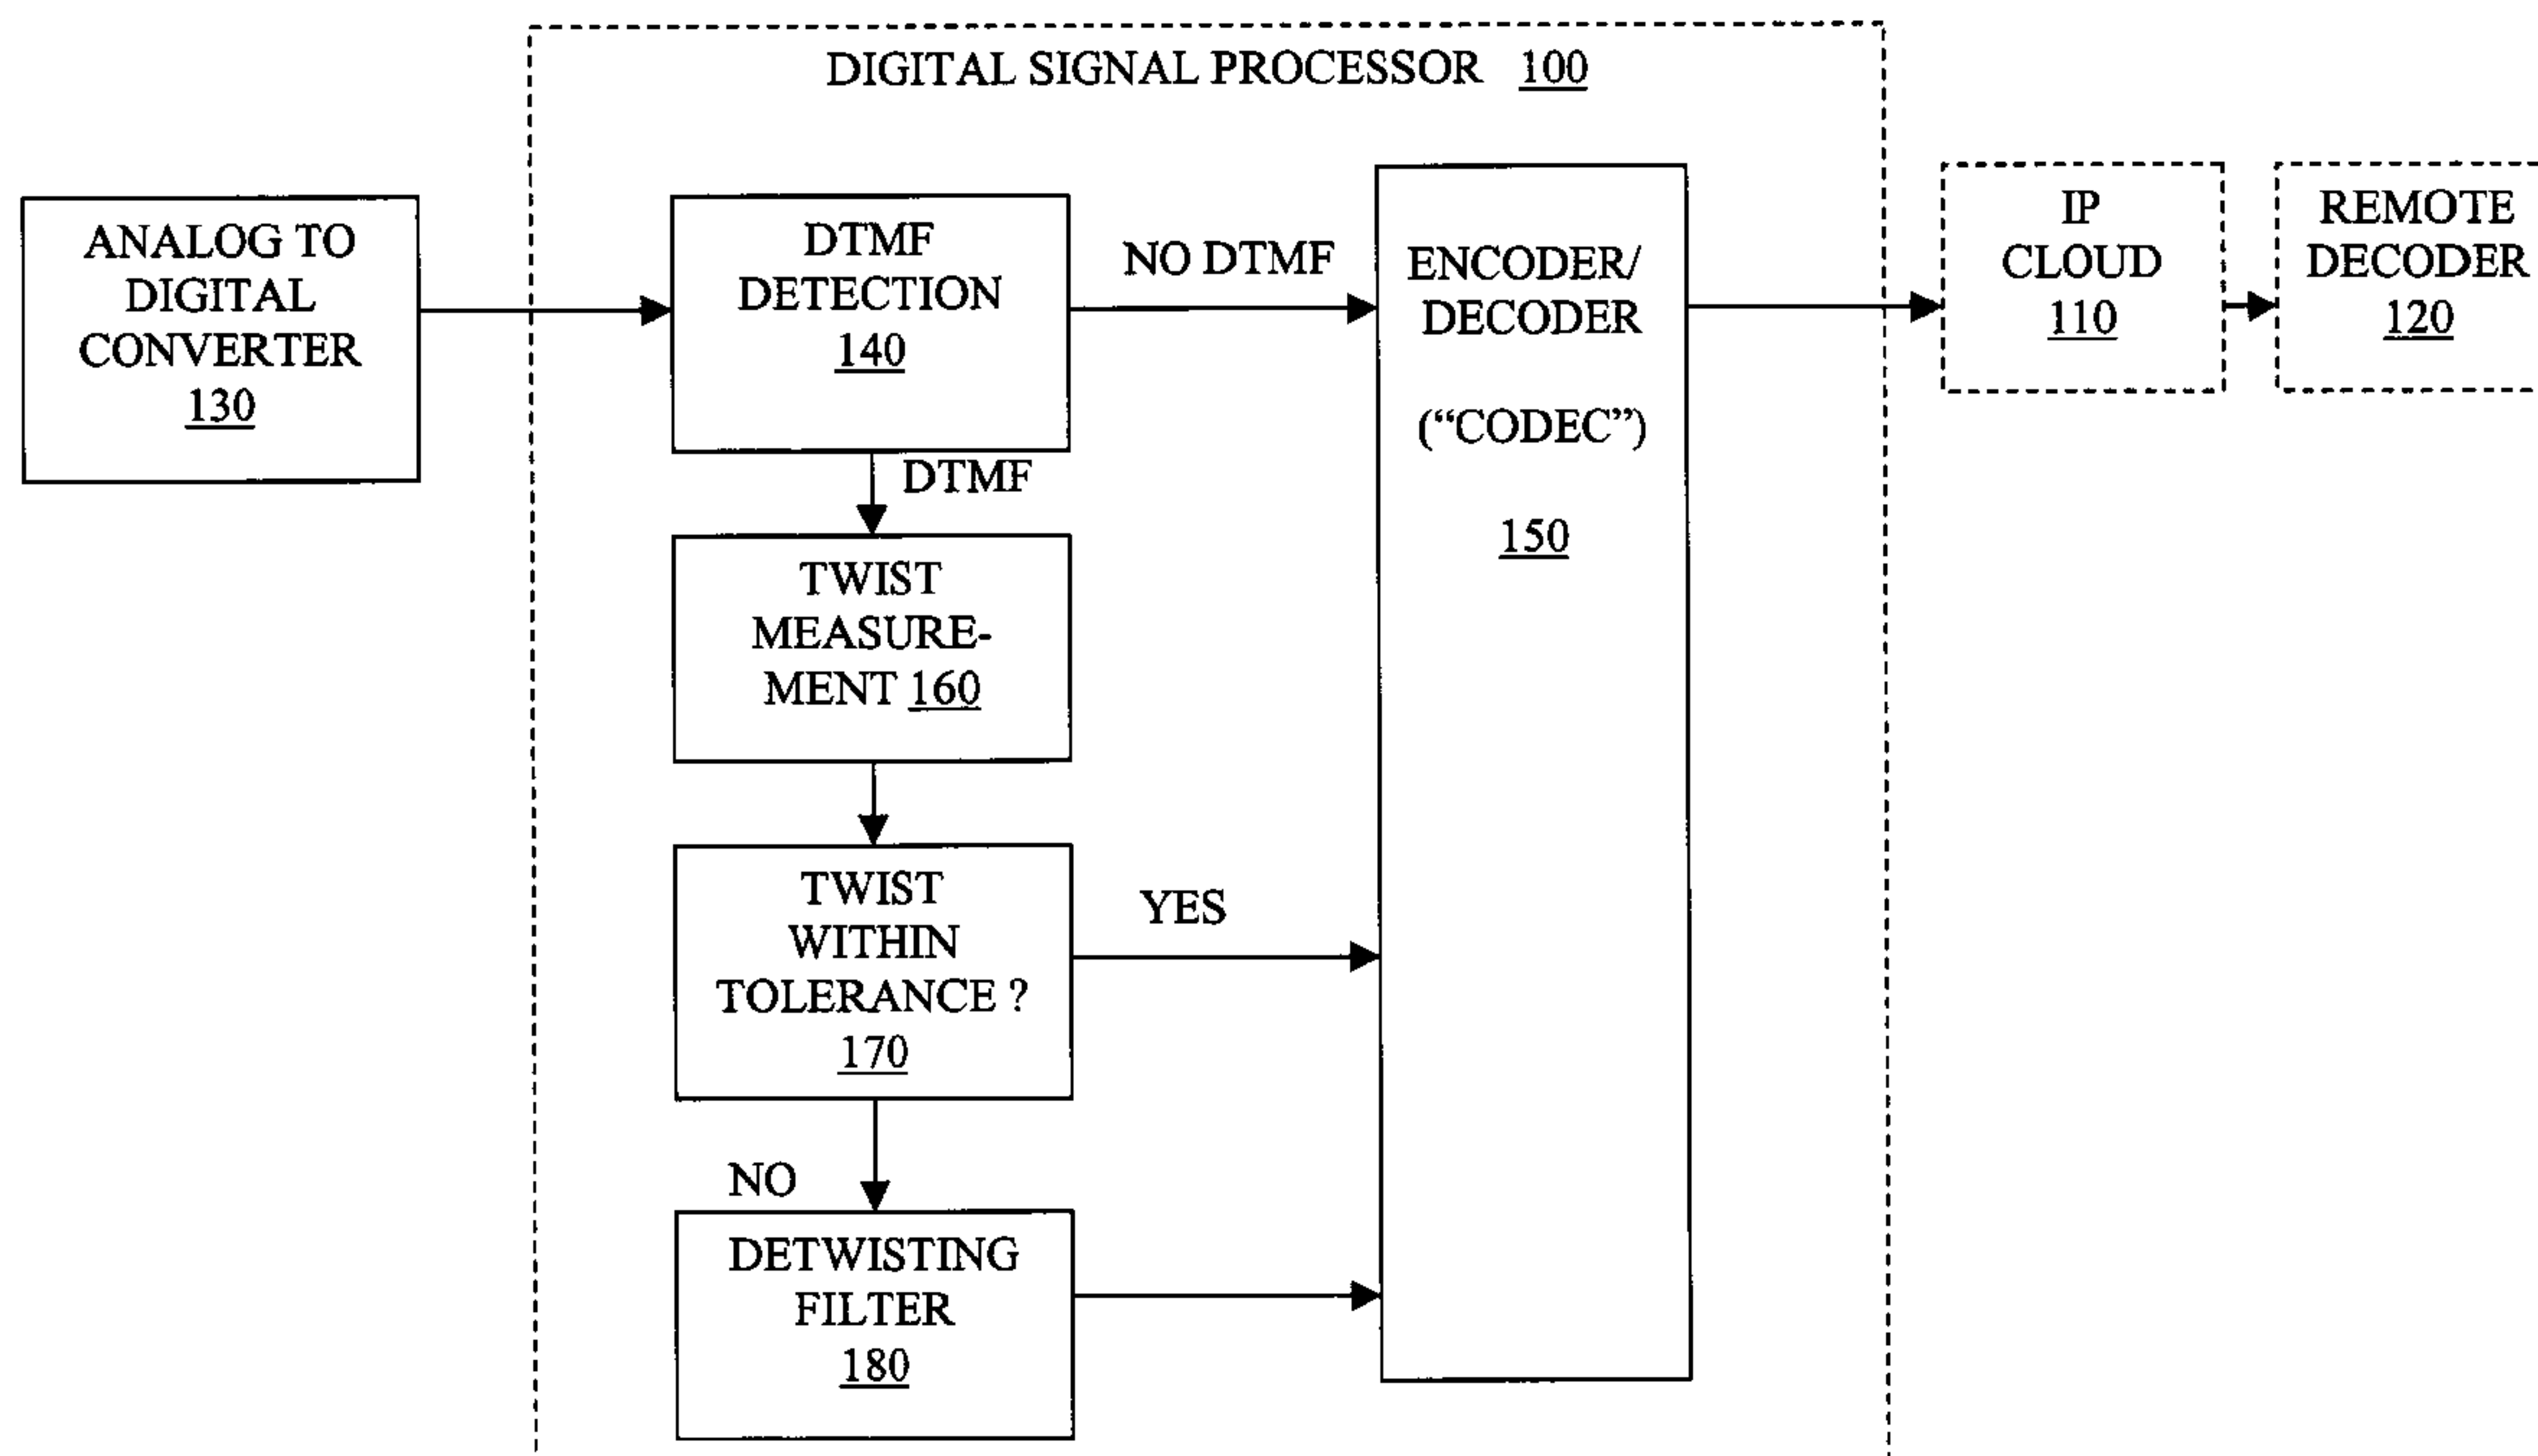 DIGITAL SIGNAL PROCESSOR 100
ANALOG TO
DIGITAL
CONVERTER
130
DTMF
DETECTION
140
NO DTMF
ENCODER/
DECODER
(“CODEC”)
150
IP
CLOUD
110
REMOTE
DECODER
120
DTMF
TWIST
MEASURE-
MENT 160
TWIST
WITHIN
TOLERANCE ?
170
YES
NO
DETWISTING
FILTER
180